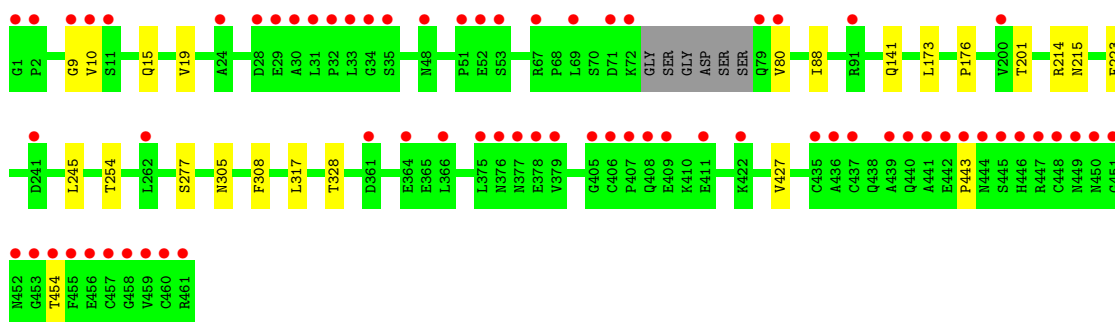 G1 P2 G9 V10 S11 Q15 V19 A24 D28 E29 A30 L31 P32 L33 G34 S35 N48 P51 E52 S53 R67 P68 L69 S70 D71 K72 GLY SER GLY ASP SER SER Q79 V80 I88 R91 Q141 L173 P176 V200 T201 R214 N215
D241 L245 T254 L262 S277 N305 F308 L317 T328 D361 E364 E365 L366 L375 N376 N377 E378 V379 G405 C406 P407 Q408 E409 K410 E411 K422 V427 C435 A436 C437 Q438 A439 Q440 A441 E442 P443 N444 S445 H446 R447 C448 N449 N450 G451
N452 G453 T454 F455 E456 C457 G458 V459 C460 R461